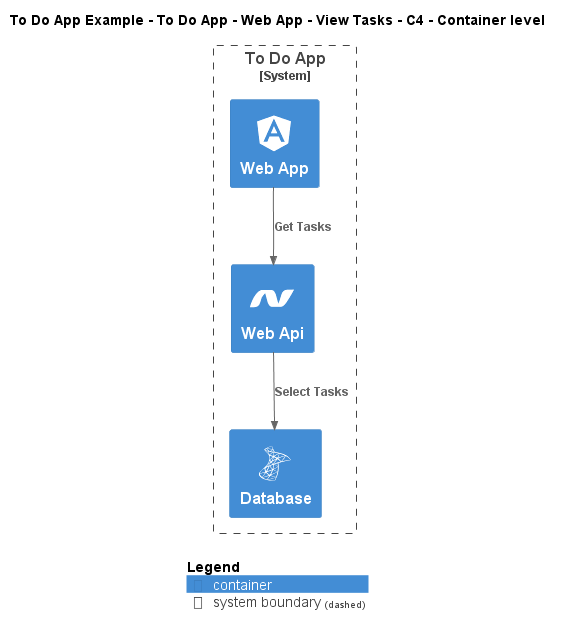 To Do App Example - To Do App - Web App - View Tasks - C4 - Container level
To Do App
[System]
Web App
Get Tasks
Web Api
Select Tasks
Database
Legend
container
system boundary (dashed)